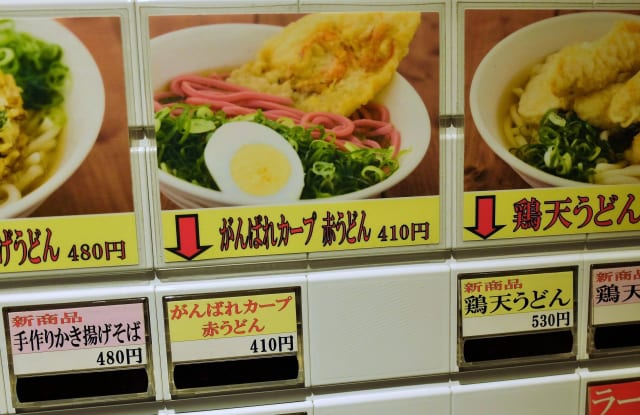 げうどん 480円
がんばれカープ 赤うどん 410円
鶏天うどん
新商品
手作りかき揚げそば
480円
がんばれカープ
赤うどん
410円
新商品
鶏天うどん
530円
新商品
鶏天
ラー